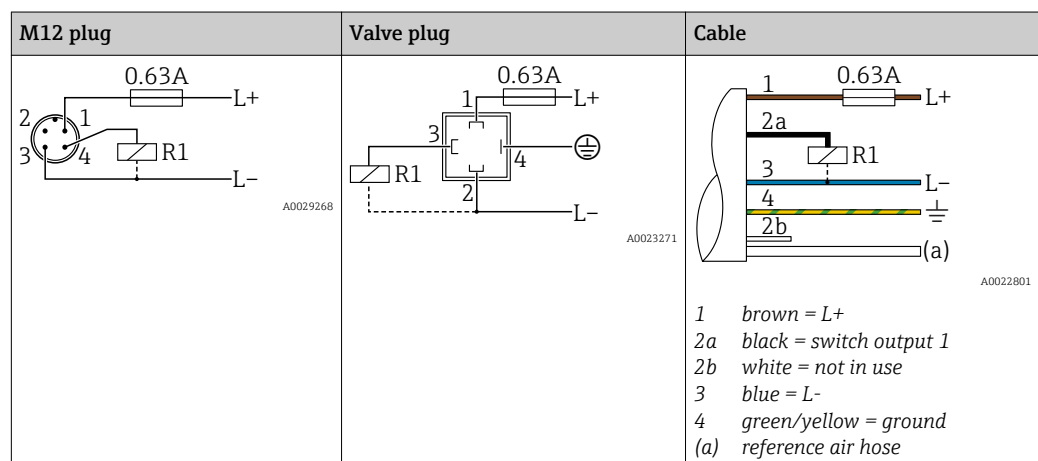 M12 plug
Valve plug
Cable
0.63A
L+
2 1
3 4
R1
L–
A0029268
0.63A
1
L+
3
4
R1
2
L–
A0023271
1 0.63A
L+
2a
R1
3
L–
4
2b
(a)
A0022801
1 brown = L+
2a black = switch output 1
2b white = not in use
3 blue = L-
4 green/yellow = ground
(a) reference air hose